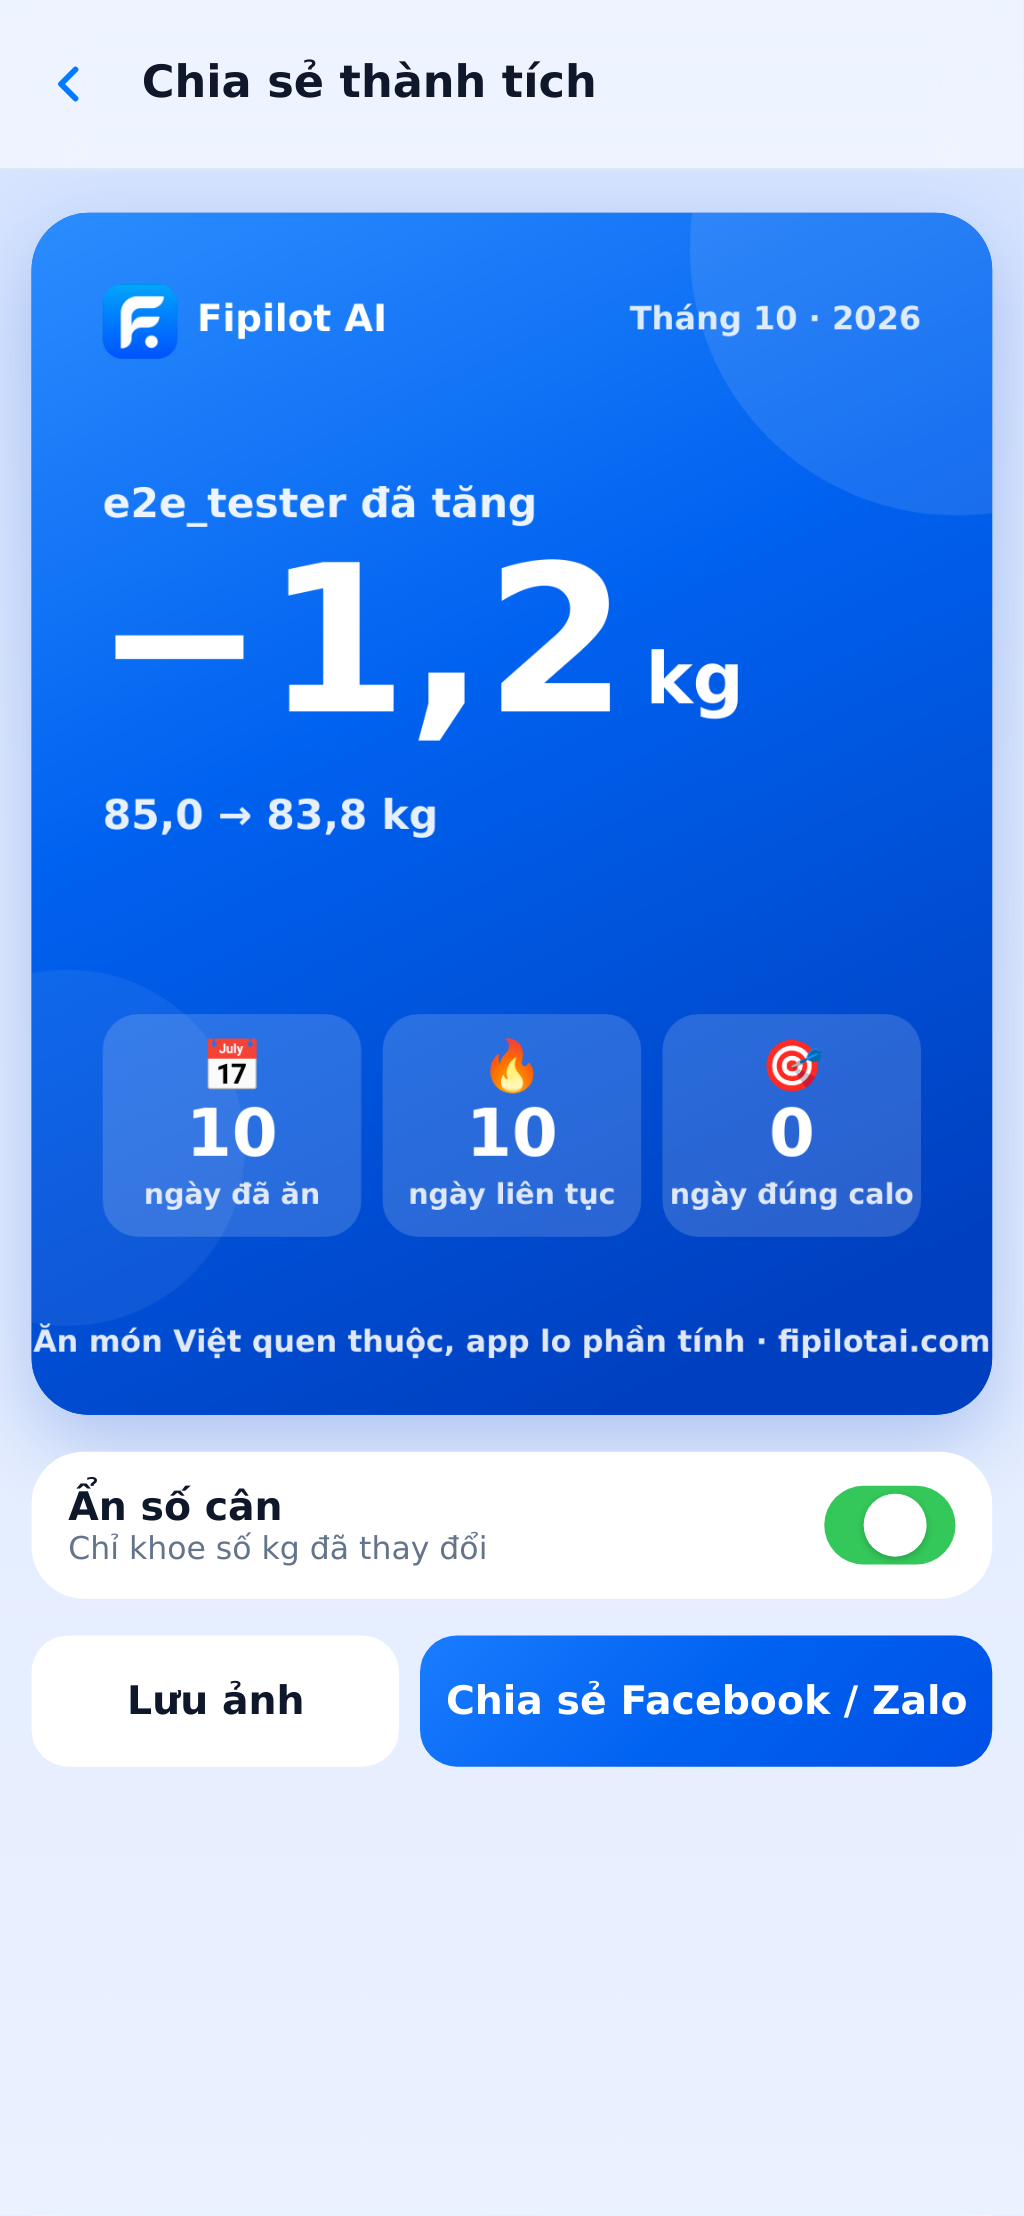 Chia sẻ thành tích
Fipilot AI
Tháng 10 · 2026
e2e_tester đã tăng
−1,2 kg
85,0 → 83,8 kg
July
17
10
10
0
ngày đã ăn
ngày liên tục
ngày đúng calo
Ăn món Việt quen thuộc, app lo phần tính · fipilotai.com
Ẩn số cân
Chỉ khoe số kg đã thay đổi
Lưu ảnh
Chia sẻ Facebook / Zalo